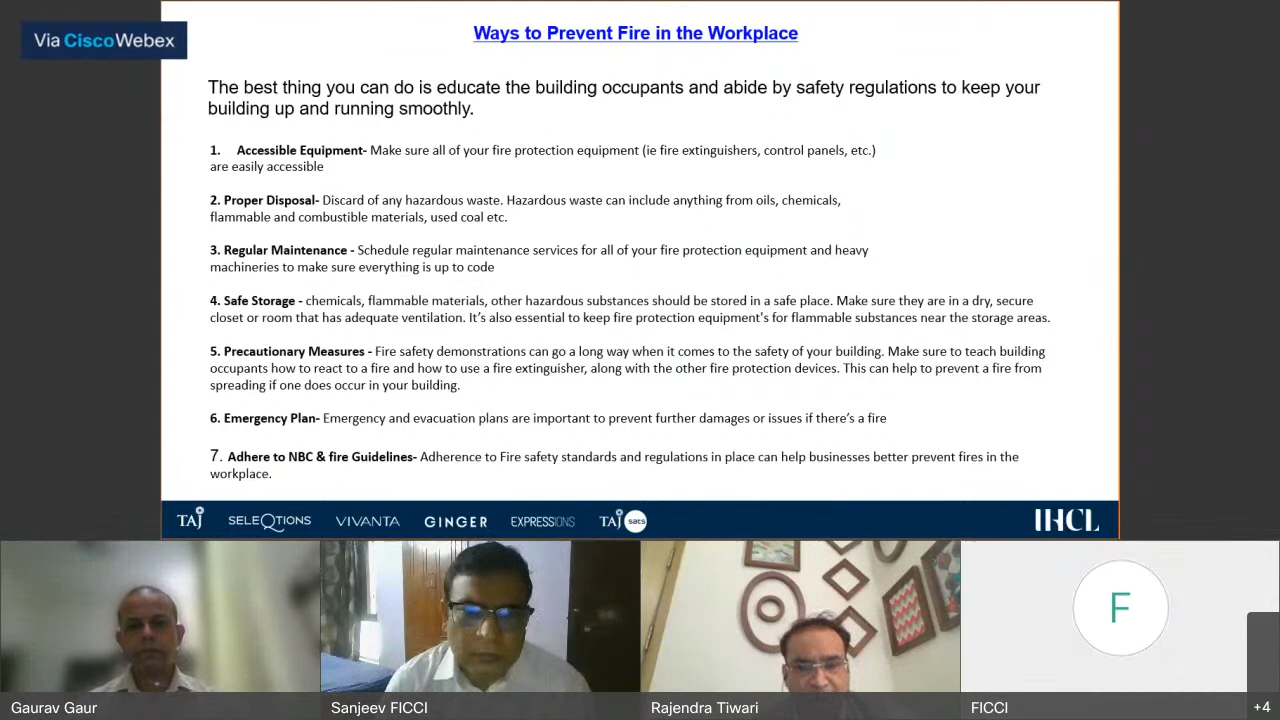 Via CiscoWebex
Ways to Prevent Fire in the Workplace
The best thing you can do is educate the building occupants and abide by safety regulations to keep your
building up and running smoothly.
1. Accessible Equipment- Make sure all of your fire protection equipment (ie fire extinguishers, control panels, etc.)
are easily accessible
2. Proper Disposal- Discard of any hazardous waste. Hazardous waste can include anything from oils, chemicals,
flammable and combustible materials, used coal etc.
3. Regular Maintenance - Schedule regular maintenance services for all of your fire protection equipment and heavy
machineries to make sure everything is up to code
4. Safe Storage - chemicals, flammable materials, other hazardous substances should be stored in a safe place. Make sure they are in a dry, secure
closet or room that has adequate ventilation. It's also essential to keep fire protection equipment's for flammable substances near the storage areas.
5. Precautionary Measures - Fire safety demonstrations can go a long way when it comes to the safety of your building. Make sure to teach building
occupants how to react to a fire and how to use a fire extinguisher, along with the other fire protection devices. This can help to prevent a fire from
spreading if one does occur in your building.
6. Emergency Plan- Emergency and evacuation plans are important to prevent further damages or issues if there's a fire
7. Adhere to NBC & fire Guidelines- Adherence to Fire safety standards and regulations in place can help businesses better prevent fires in the
workplace.
TAJ SELEQTIONS VIVANTA GINGER EXPRESSIONS TAJ sats IHCL
F
Gaurav Gaur Sanjeev FICCI Rajendra Tiwari FICCI +4